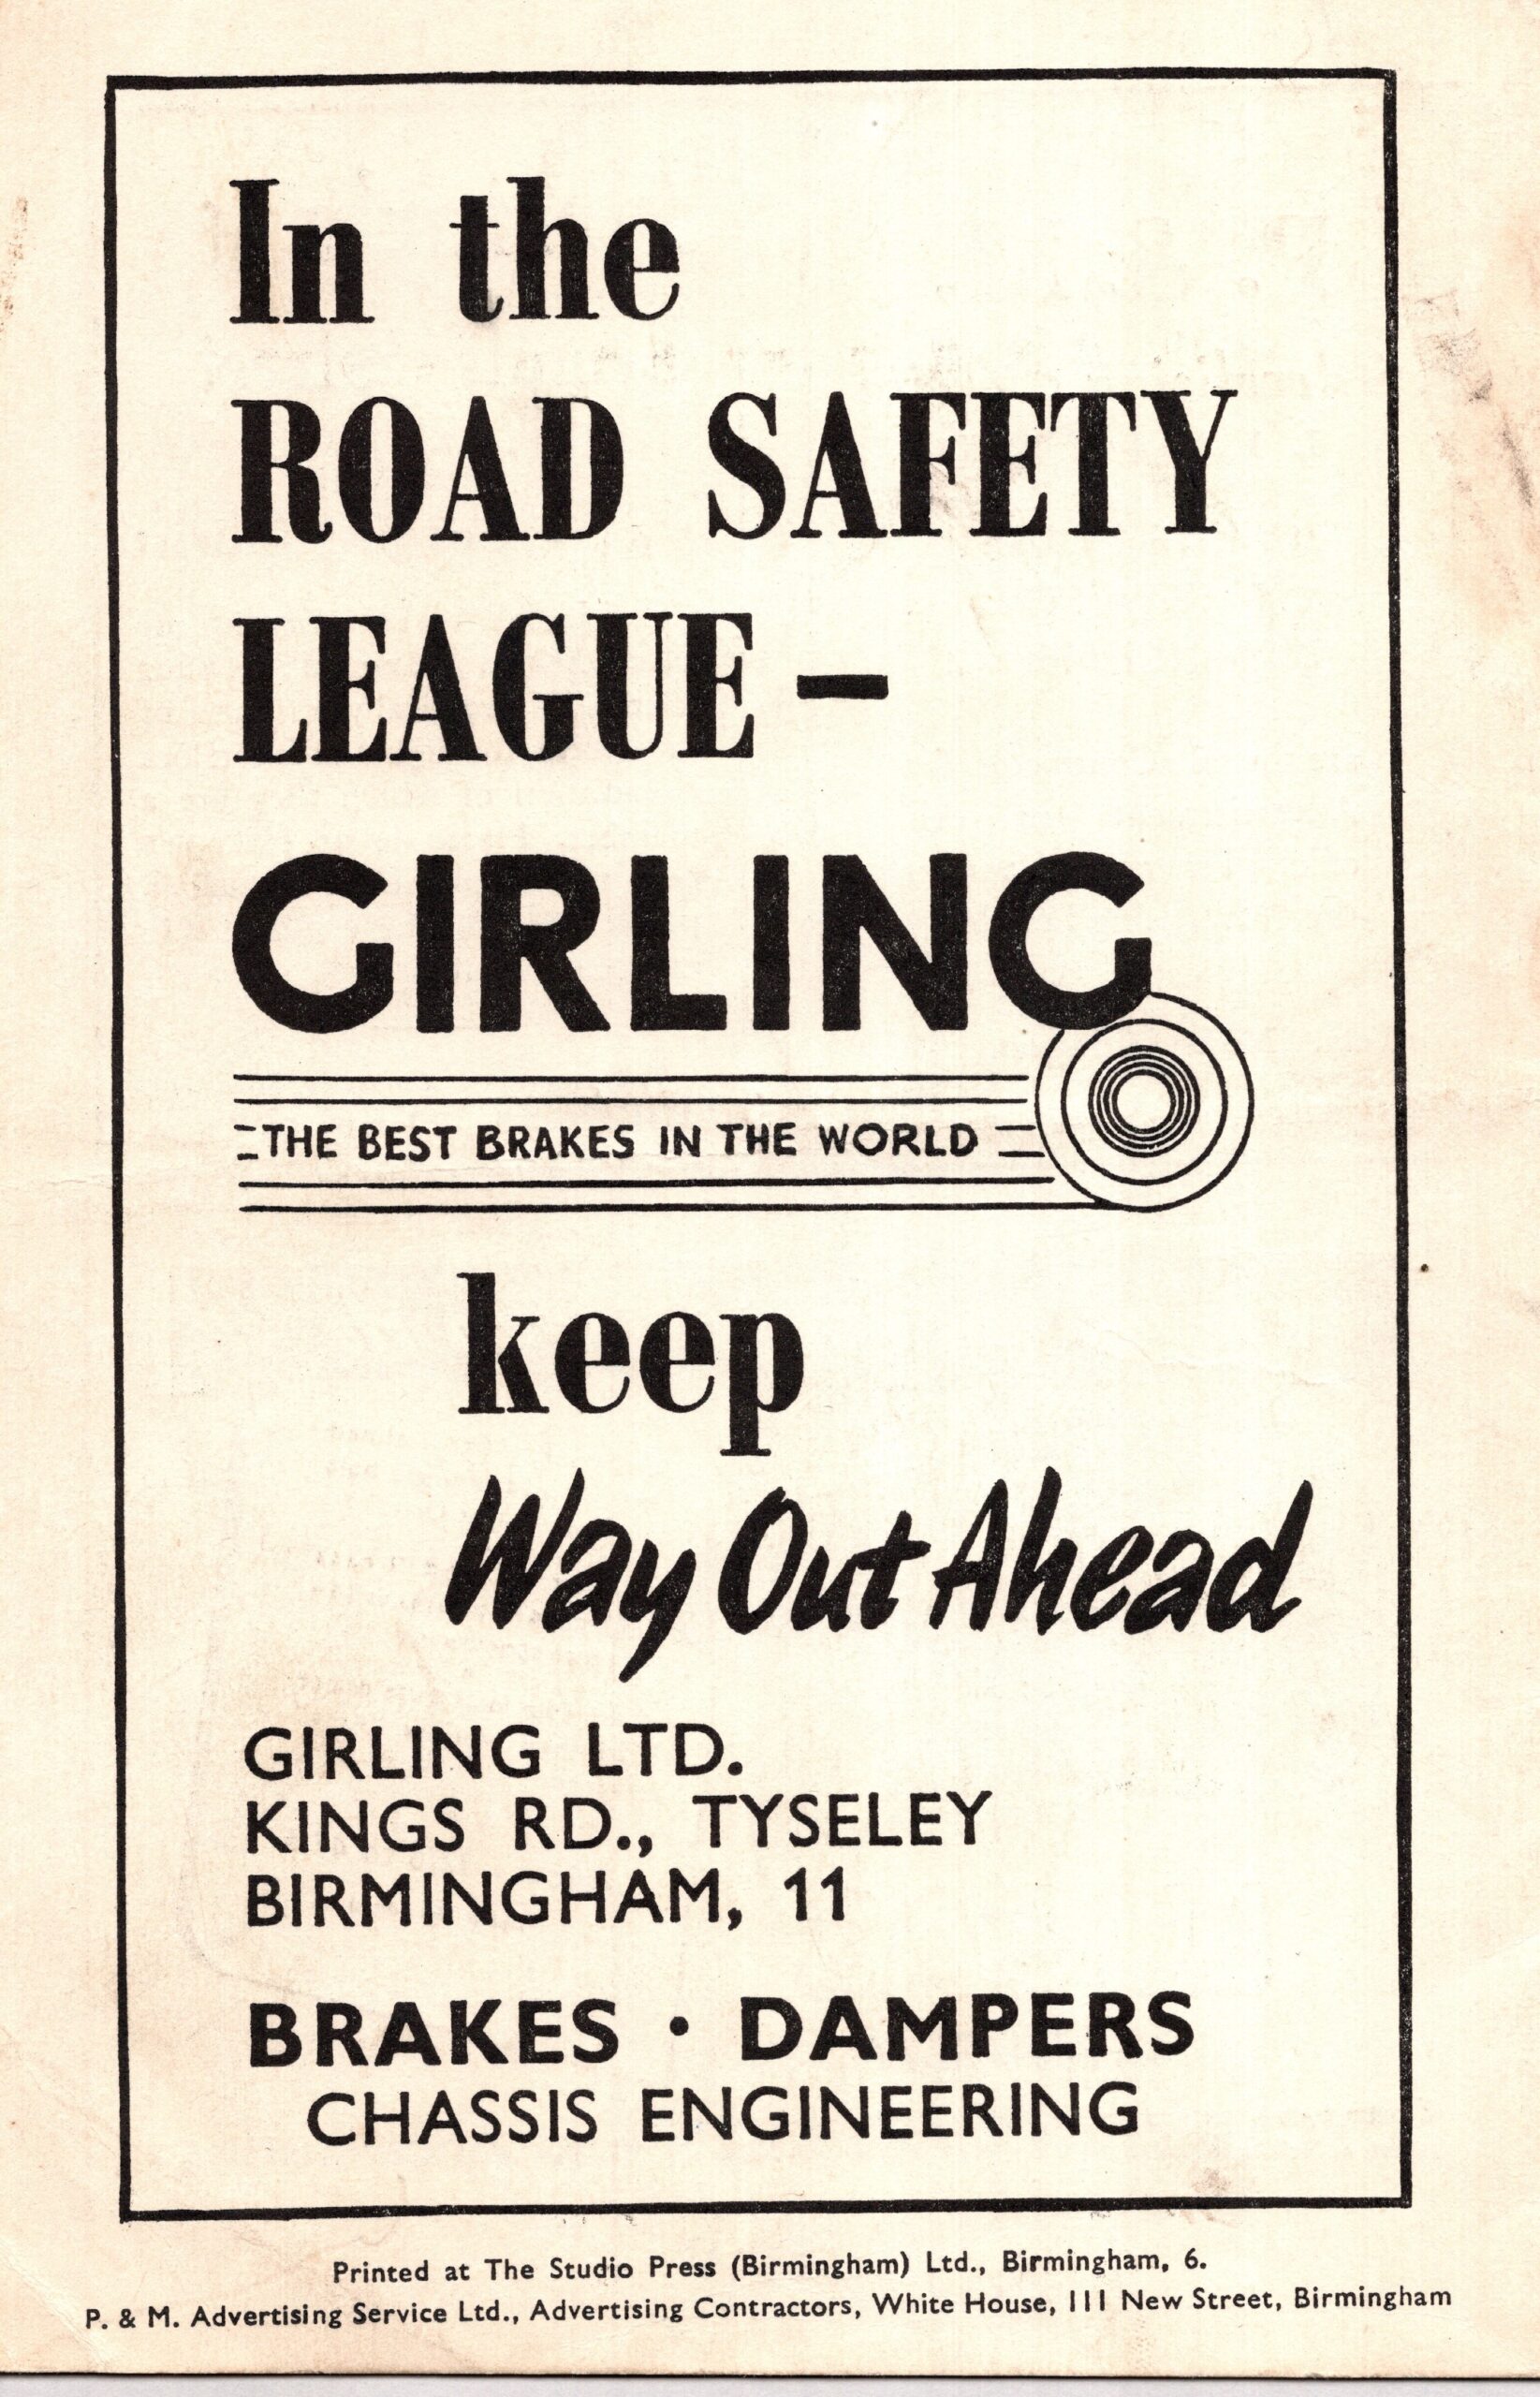 In the
ROAD SAFETY
LEAGUE –
GIRLING
THE BEST BRAKES IN THE WORLD
keep
Way Out Ahead
GIRLING LTD.
KINGS RD., TYSELEY
BIRMINGHAM, 11
BRAKES · DAMPERS
CHASSIS ENGINEERING
Printed at The Studio Press (Birmingham) Ltd., Birmingham, 6.
P. & M. Advertising Service Ltd., Advertising Contractors, White House, 111 New Street, Birmingham